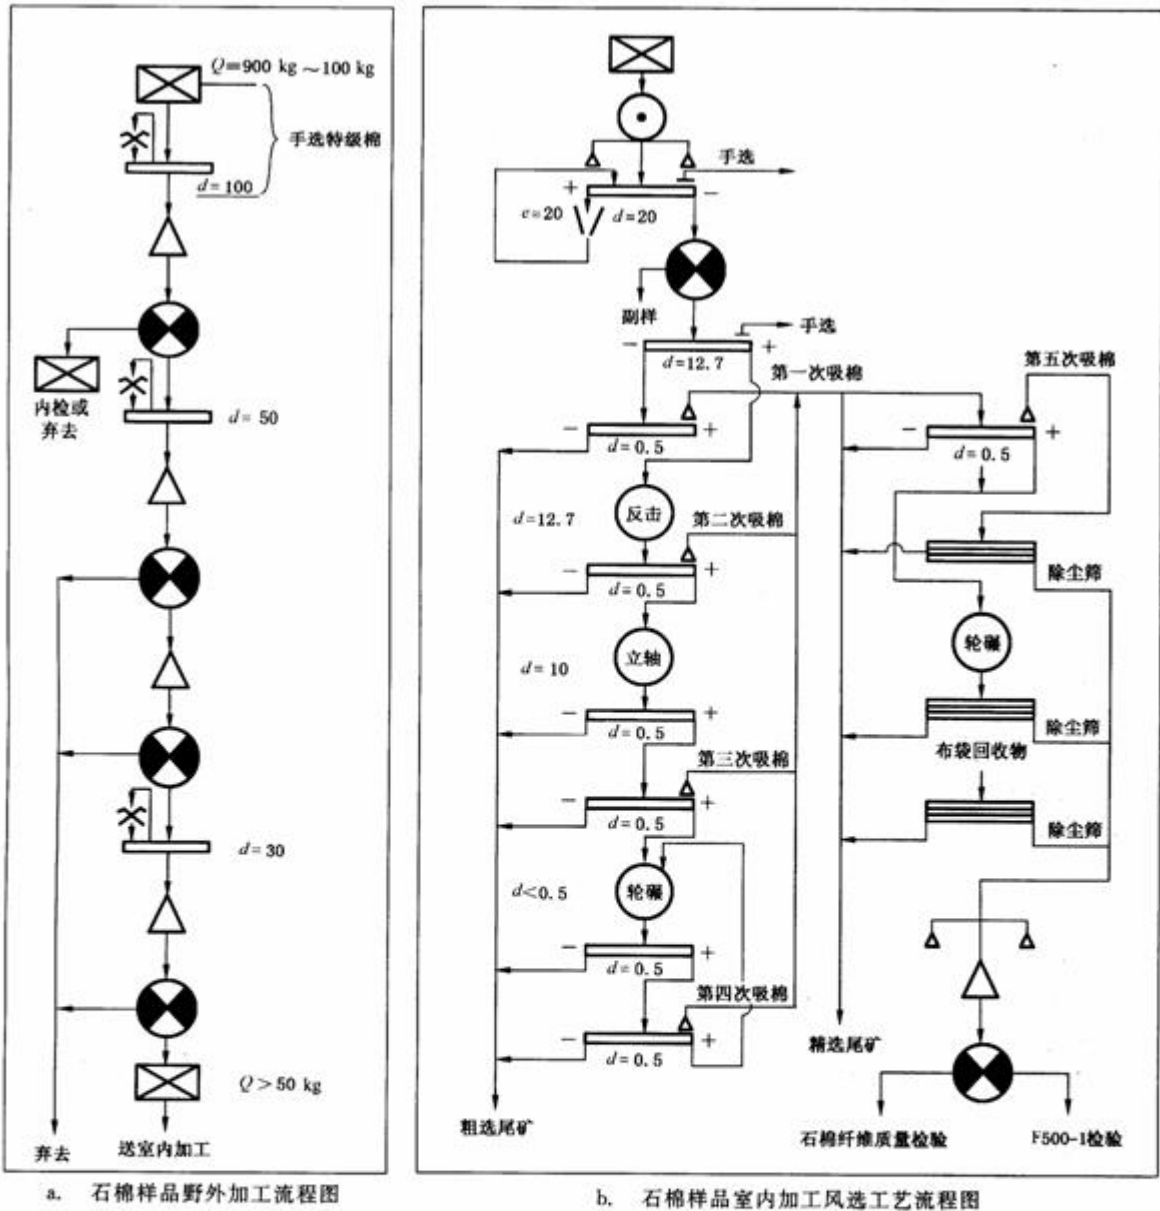 Q=900 kg～100 kg
手选特级棉
d=100
内检或
弃去
d=50
d=30
Q>50 kg
弃去
送室内加工
a. 石棉样品野外加工流程图
手选
+
−
e=20
d=20
副样
手选
−
+
d=12.7
第一次吸棉
−
+
d=0.5
反击
d=12.7
第二次吸棉
−
+
d=0.5
立轴
d=10
−
+
d=0.5
第三次吸棉
−
+
d=0.5
轮碾
d<0.5
−
+
d=0.5
第四次吸棉
−
+
d=0.5
粗选尾矿
第五次吸棉
−
+
d=0.5
除尘筛
轮碾
除尘筛
布袋回收物
除尘筛
精选尾矿
石棉纤维质量检验
F500-1检验
b. 石棉样品室内加工风选工艺流程图